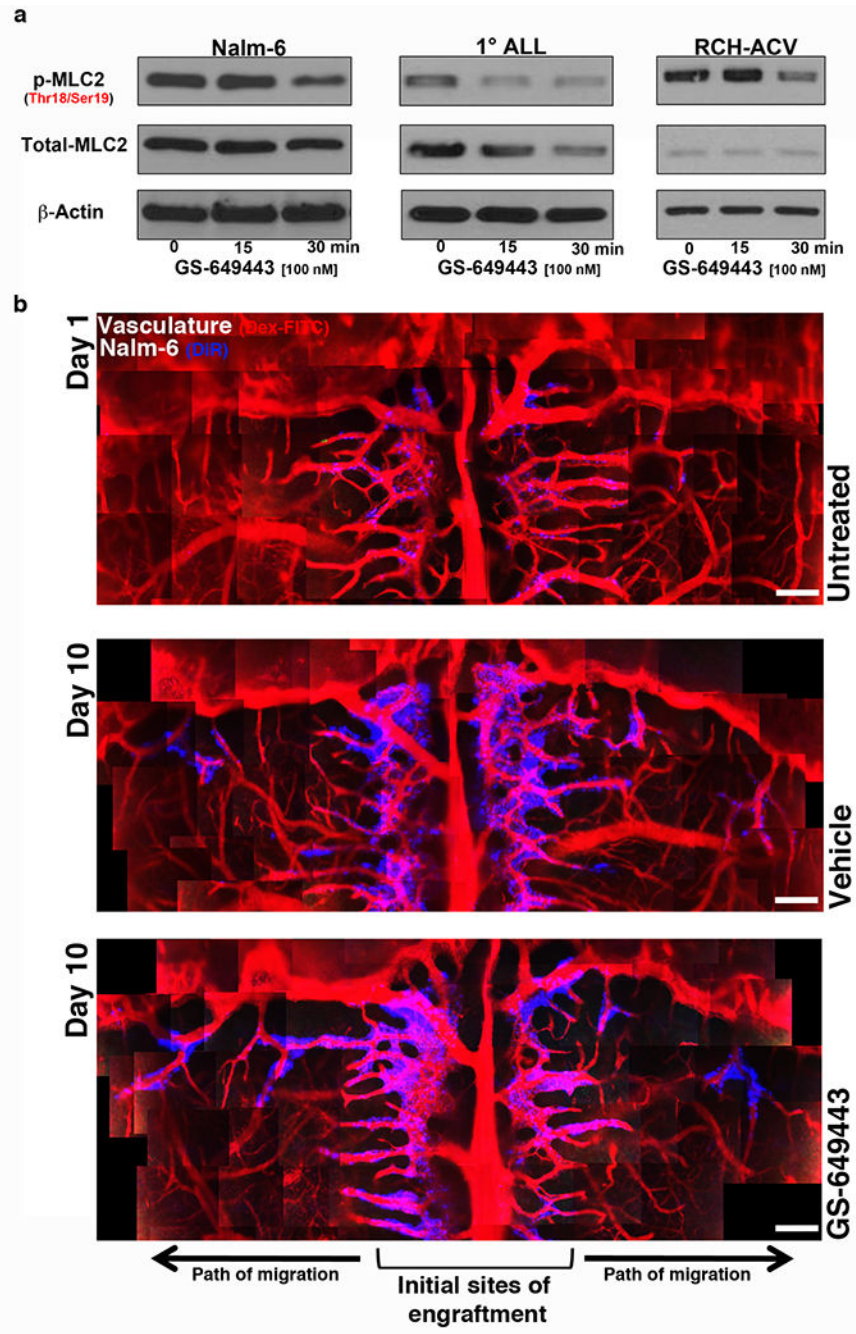 a
Nalm-6
1° ALL
RCH-ACV
p-MLC2
(Thr18/Ser19)
Total-MLC2
β-Actin
0 15 30 min
GS-649443 [100 nM]
0 15 30 min
GS-649443 [100 nM]
0 15 30 min
GS-649443 [100 nM]
b
Day 1
Vasculature (Dex-FITC)
Nalm-6 (DIR)
Untreated
Day 10
Vehicle
Day 10
GS-649443
Path of migration
Initial sites of
engraftment
Path of migration